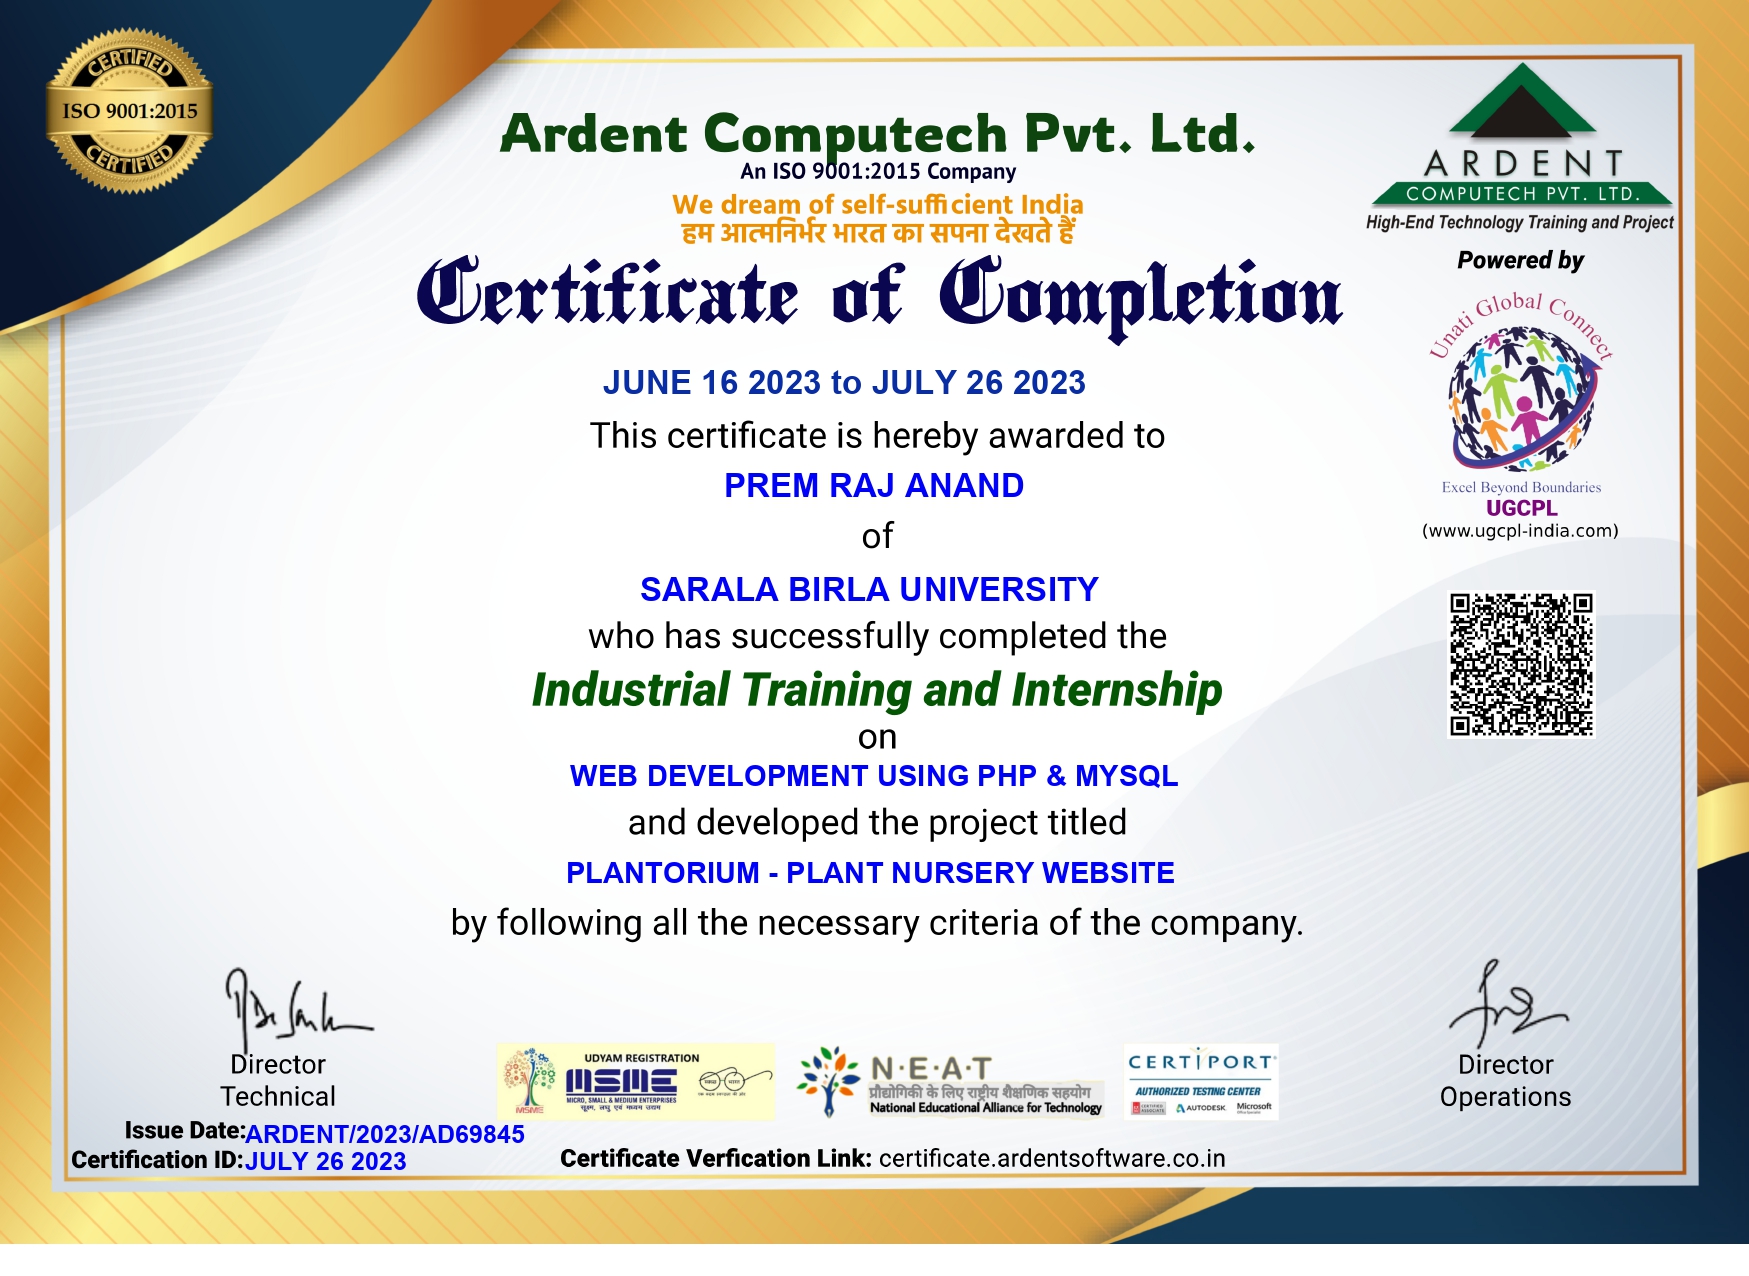 CERTIFIED
ISO 9001:2015
CERTIFIED
Ardent Computech Pvt. Ltd.
An ISO 9001:2015 Company
We dream of self-sufficient India
हम आत्मनिर्भर भारत का सपना देखते हैं
Certificate of Completion
ARDENT
COMPUTECH PVT. LTD.
High-End Technology Training and Project
Powered by
Unati Global Connect
Excel Beyond Boundaries
UGCPL
(www.ugcpl-india.com)
JUNE 16 2023 to JULY 26 2023
This certificate is hereby awarded to
PREM RAJ ANAND
of
SARALA BIRLA UNIVERSITY
who has successfully completed the
Industrial Training and Internship
on
WEB DEVELOPMENT USING PHP & MYSQL
and developed the project titled
PLANTORIUM - PLANT NURSERY WEBSITE
by following all the necessary criteria of the company.
Director
Technical
MSME
UDYAM REGISTRATION
MSME
MICRO, SMALL & MEDIUM ENTERPRISES
सूक्ष्म, लघु एवं मध्यम उद्यम
N·E·A·T
प्रौद्योगिकी के लिए राष्ट्रीय शैक्षणिक सहयोग
National Educational Alliance for Technology
CERTIPORT
AUTHORIZED TESTING CENTER
AUTODESK
Microsoft
Director
Operations
Issue Date:ARDENT/2023/AD69845
Certification ID:JULY 26 2023
Certificate Verfication Link: certificate.ardentsoftware.co.in